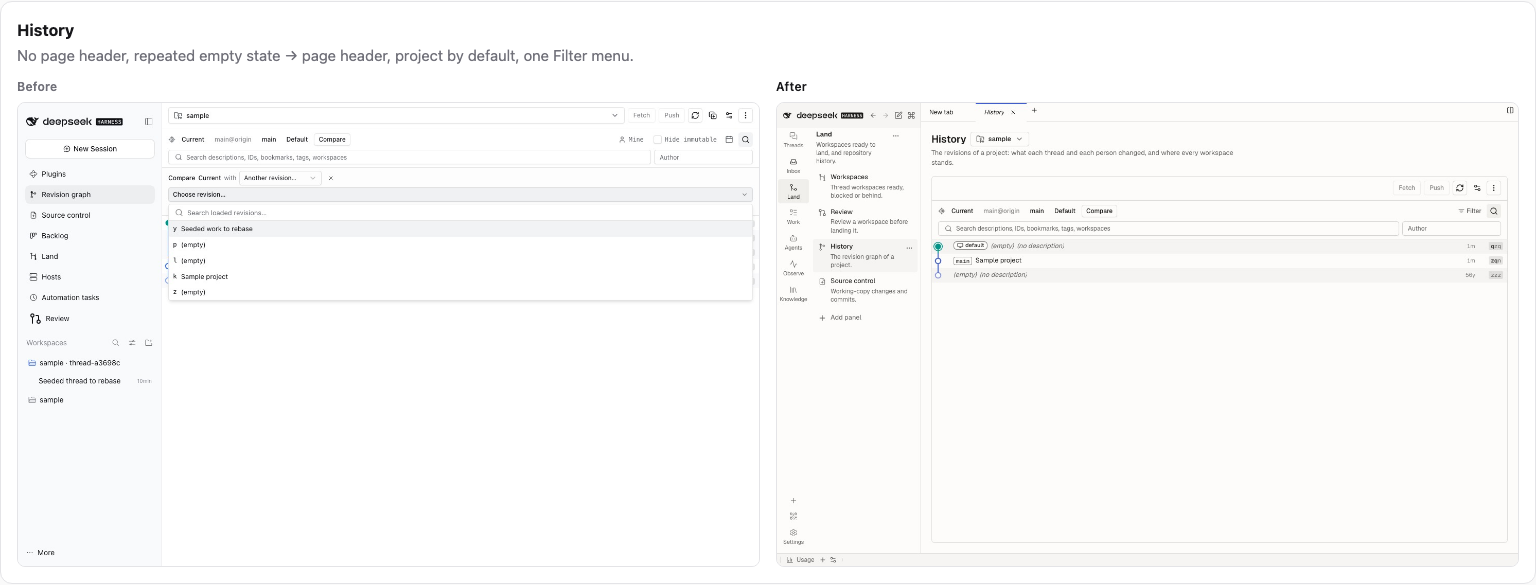 History
No page header, repeated empty state → page header, project by default, one Filter menu.
Before
deepseek HARNESS
New Session
Plugins
Revision graph
Source control
Backlog
Land
Hosts
Automation tasks
Review
Workspaces
sample · thread-a3698c
Seeded thread to rebase 10min
sample
··· More
sample Fetch Push
Current main@origin main Default Compare Mine Hide immutable
Search descriptions, IDs, bookmarks, tags, workspaces Author
Compare Current with Another revision... ×
Choose revision...
Search loaded revisions...
y Seeded work to rebase
p (empty)
l (empty)
k Sample project
z (empty)
After
deepseek HARNESS
Threads
Inbox
Land
Work
Agents
Observe
Knowledge
Settings
Land
Workspaces ready to
land, and repository
history.
Workspaces
Thread workspaces ready,
blocked or behind.
Review
Review a workspace before
landing it.
History
The revision graph of a
project.
Source control
Working-copy changes and
commits.
+ Add panel
New tab History × +
History sample
The revisions of a project: what each thread and each person changed, and where every workspace
stands.
Fetch Push
Current main@origin main Default Compare Filter
Search descriptions, IDs, bookmarks, tags, workspaces Author
default (empty) (no description) 1m
main Sample project 1m
(empty) (no description) 56y zzz
Usage +